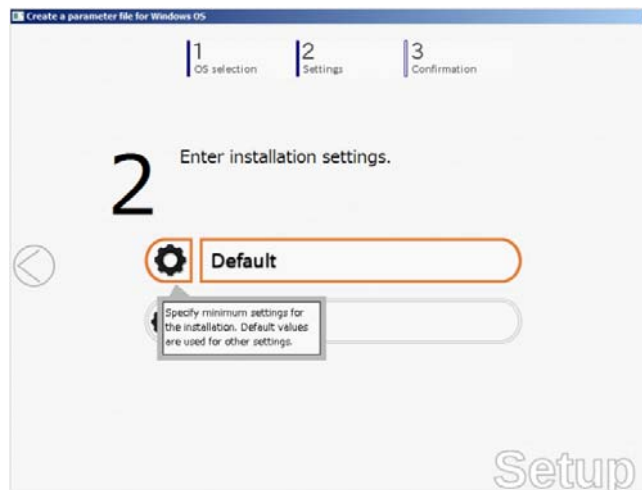 Create a parameter file for Windows OS
1
OS selection
2
Settings
3
Confirmation
2
Enter installation settings.
Default
Specify minimum settings for
the installation. Default values
are used for other settings.
Setup